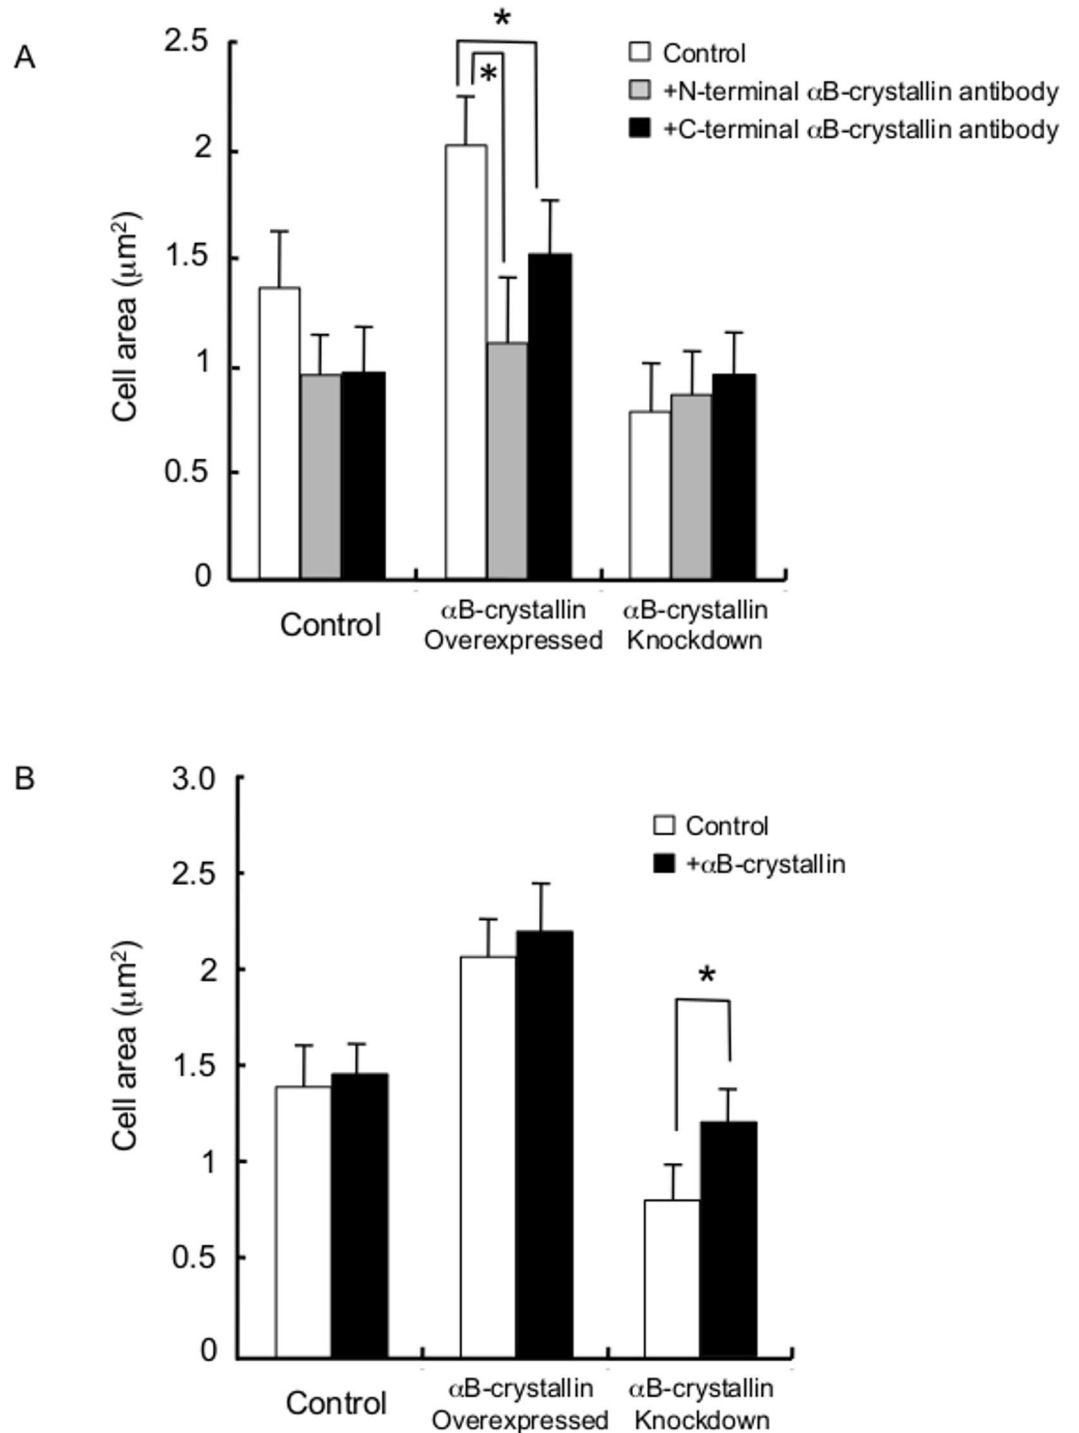 A
*
*
Control
+N-terminal αB-crystallin antibody
+C-terminal αB-crystallin antibody
Cell area (μm²)
2.5
2
1.5
1
0.5
0
Control
αB-crystallin
Overexpressed
αB-crystallin
Knockdown
B
Control
+αB-crystallin
*
Cell area (μm²)
3.0
2.5
2
1.5
1
0.5
0
Control
αB-crystallin
Overexpressed
αB-crystallin
Knockdown